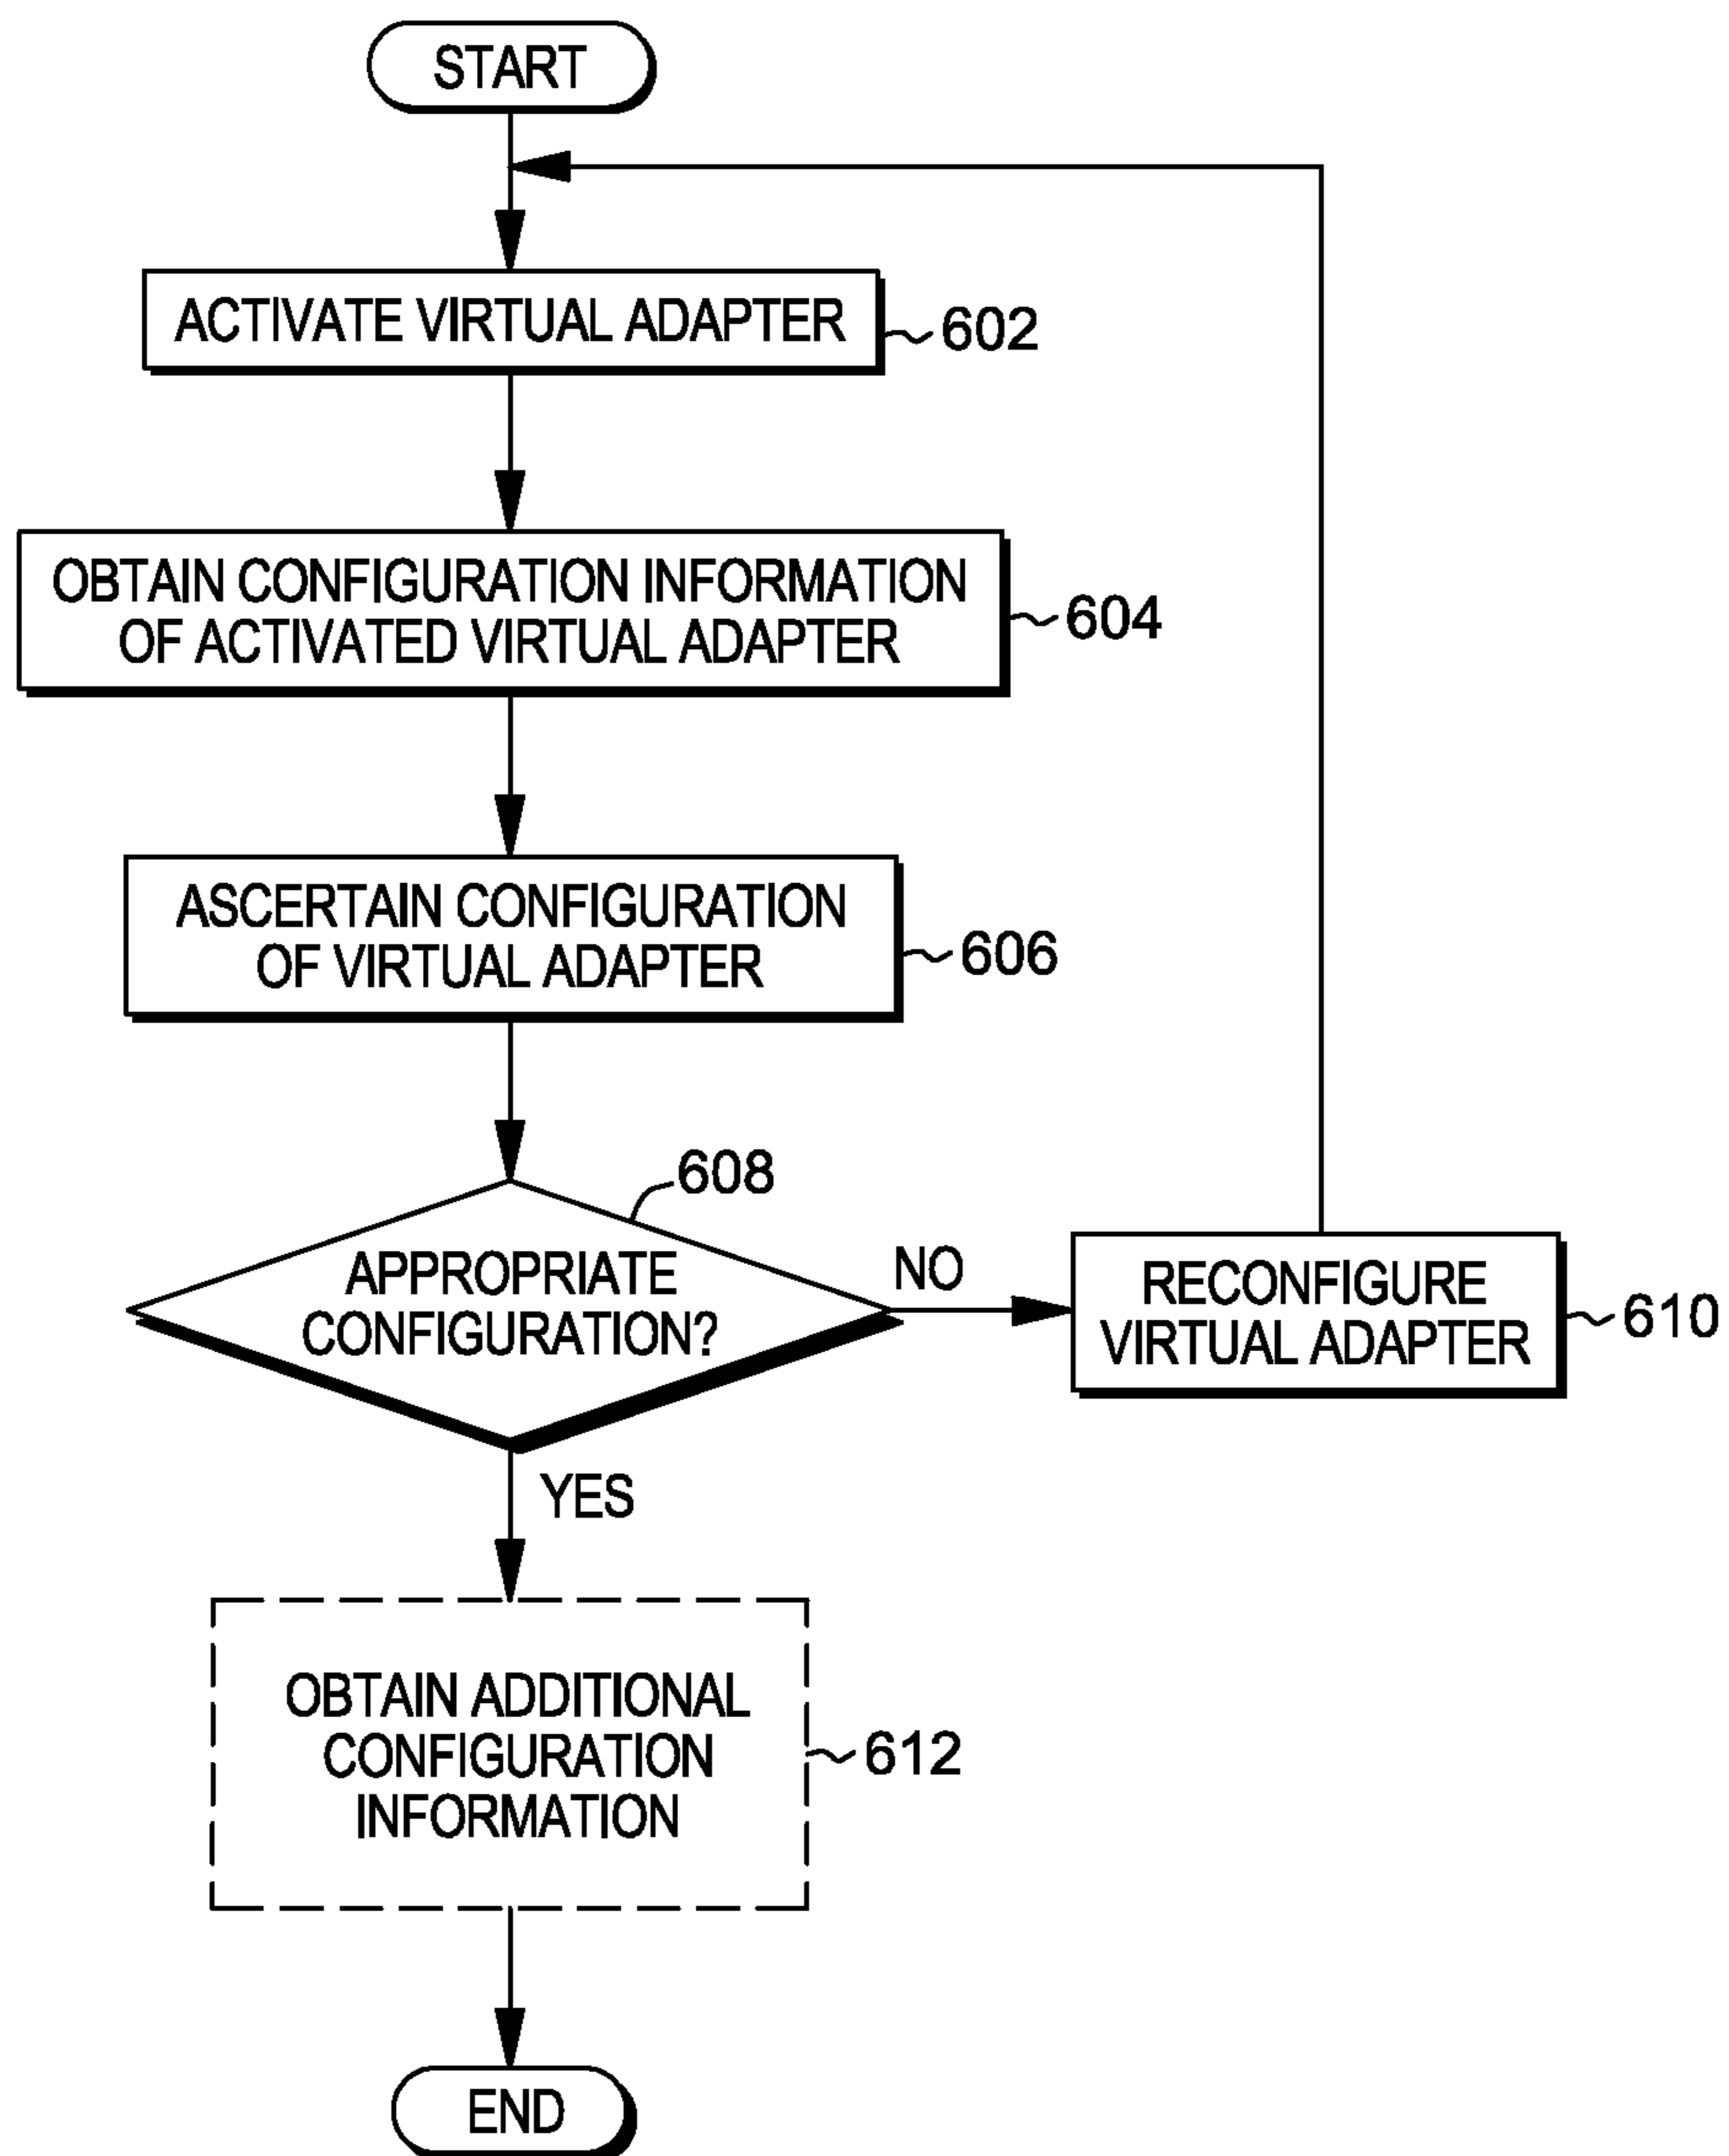 START
ACTIVATE VIRTUAL ADAPTER
602
OBTAIN CONFIGURATION INFORMATION
OF ACTIVATED VIRTUAL ADAPTER
604
ASCERTAIN CONFIGURATION
OF VIRTUAL ADAPTER
606
608
APPROPRIATE
CONFIGURATION?
NO
RECONFIGURE
VIRTUAL ADAPTER
610
YES
OBTAIN ADDITIONAL
CONFIGURATION
INFORMATION
612
END